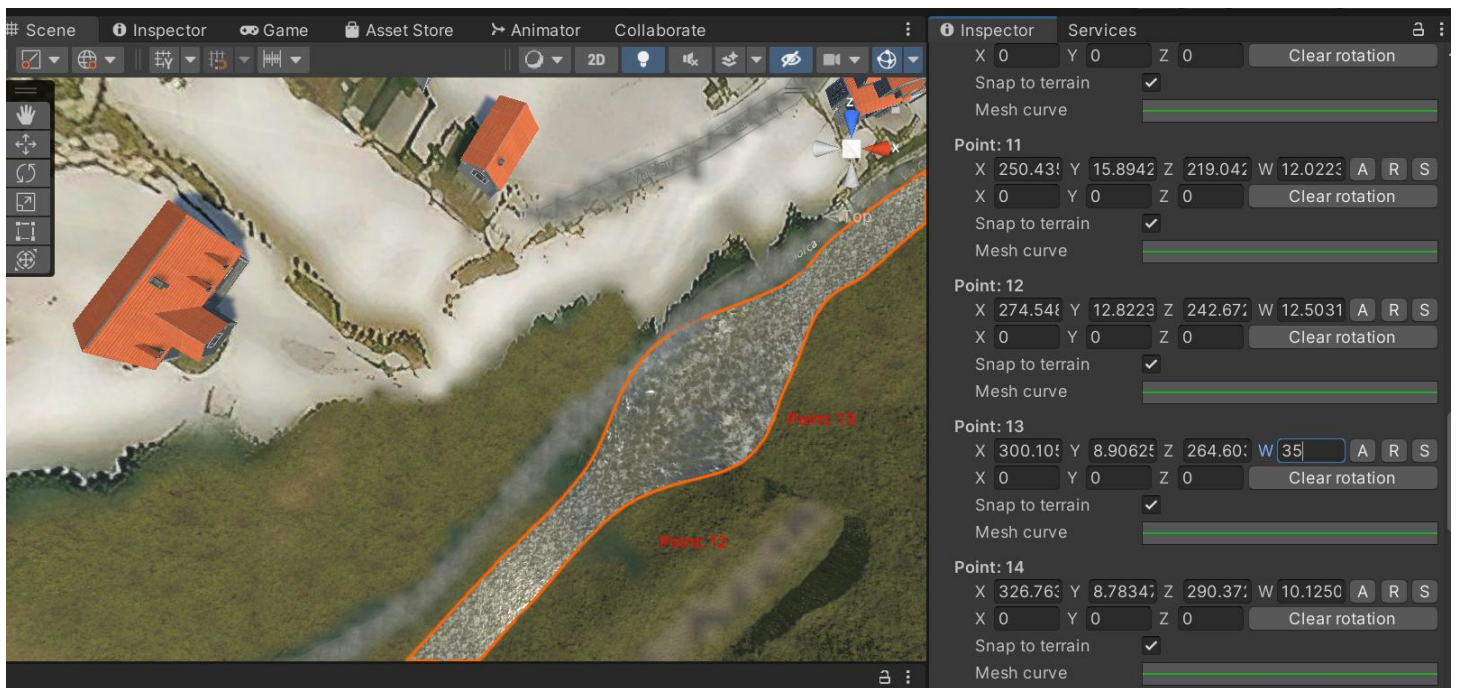 # Scene Inspector Game Asset Store Animator Collaborate
2D
z
x
Top
Point: 13
Point: 12
Inspector Services
X 0 Y 0 Z 0 Clear rotation
Snap to terrain
Mesh curve
Point: 11
X 250.435 Y 15.8942 Z 219.042 W 12.0223 A R S
X 0 Y 0 Z 0 Clear rotation
Snap to terrain
Mesh curve
Point: 12
X 274.548 Y 12.8223 Z 242.672 W 12.5031 A R S
X 0 Y 0 Z 0 Clear rotation
Snap to terrain
Mesh curve
Point: 13
X 300.105 Y 8.90625 Z 264.603 W 35 A R S
X 0 Y 0 Z 0 Clear rotation
Snap to terrain
Mesh curve
Point: 14
X 326.763 Y 8.78347 Z 290.372 W 10.1250 A R S
X 0 Y 0 Z 0 Clear rotation
Snap to terrain
Mesh curve